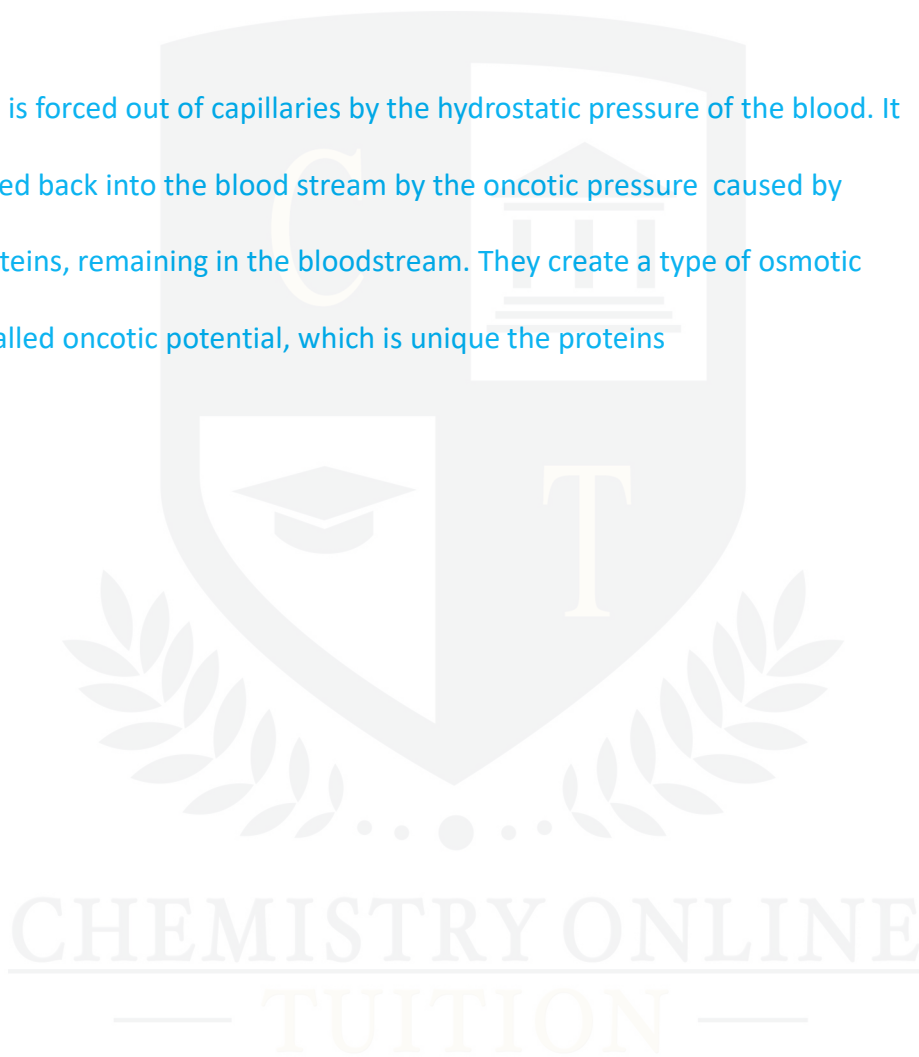 is forced out of capillaries by the hydrostatic pressure of the blood. It
ed back into the blood stream by the oncotic pressure caused by
teins, remaining in the bloodstream. They create a type of osmotic
alled oncotic potential, which is unique the proteins
C
T
CHEMISTRY ONLINE
— TUITION —